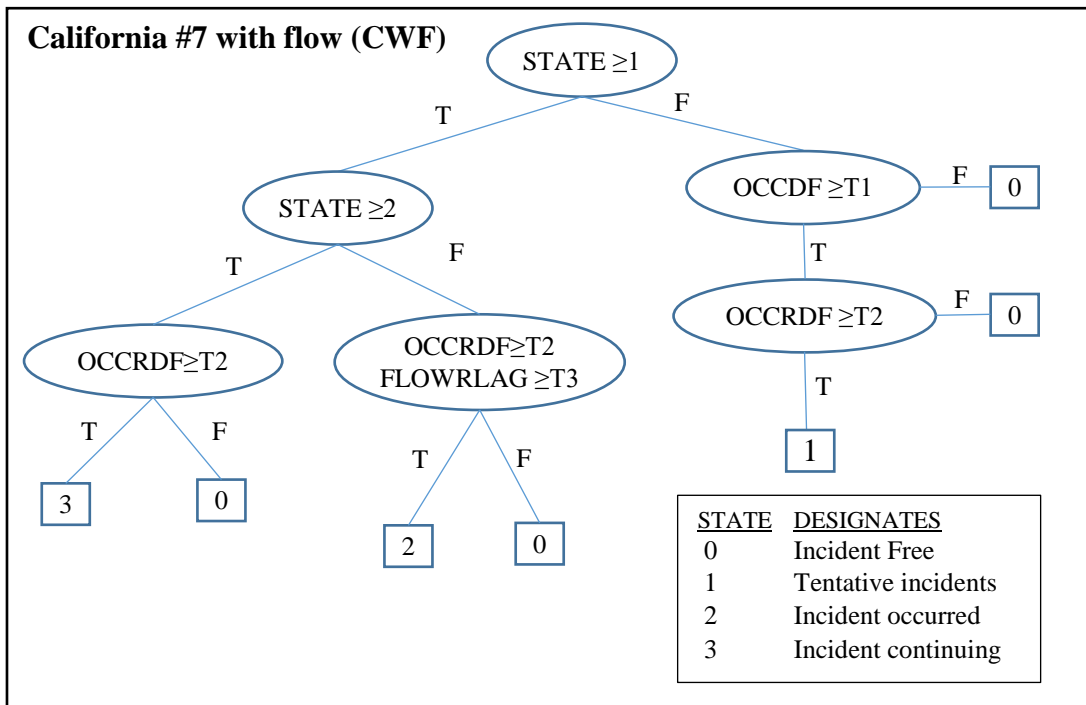 California #7 with flow (CWF)
STATE ≥1
T
F
STATE ≥2
OCCDF ≥T1
F
0
T
F
T
OCCRDF ≥T2
F
0
OCCRDF≥T2
OCCRDF≥T2
FLOWRLAG ≥T3
T
T
F
1
T
F
3
0
2
0
STATE DESIGNATES
0 Incident Free
1 Tentative incidents
2 Incident occurred
3 Incident continuing